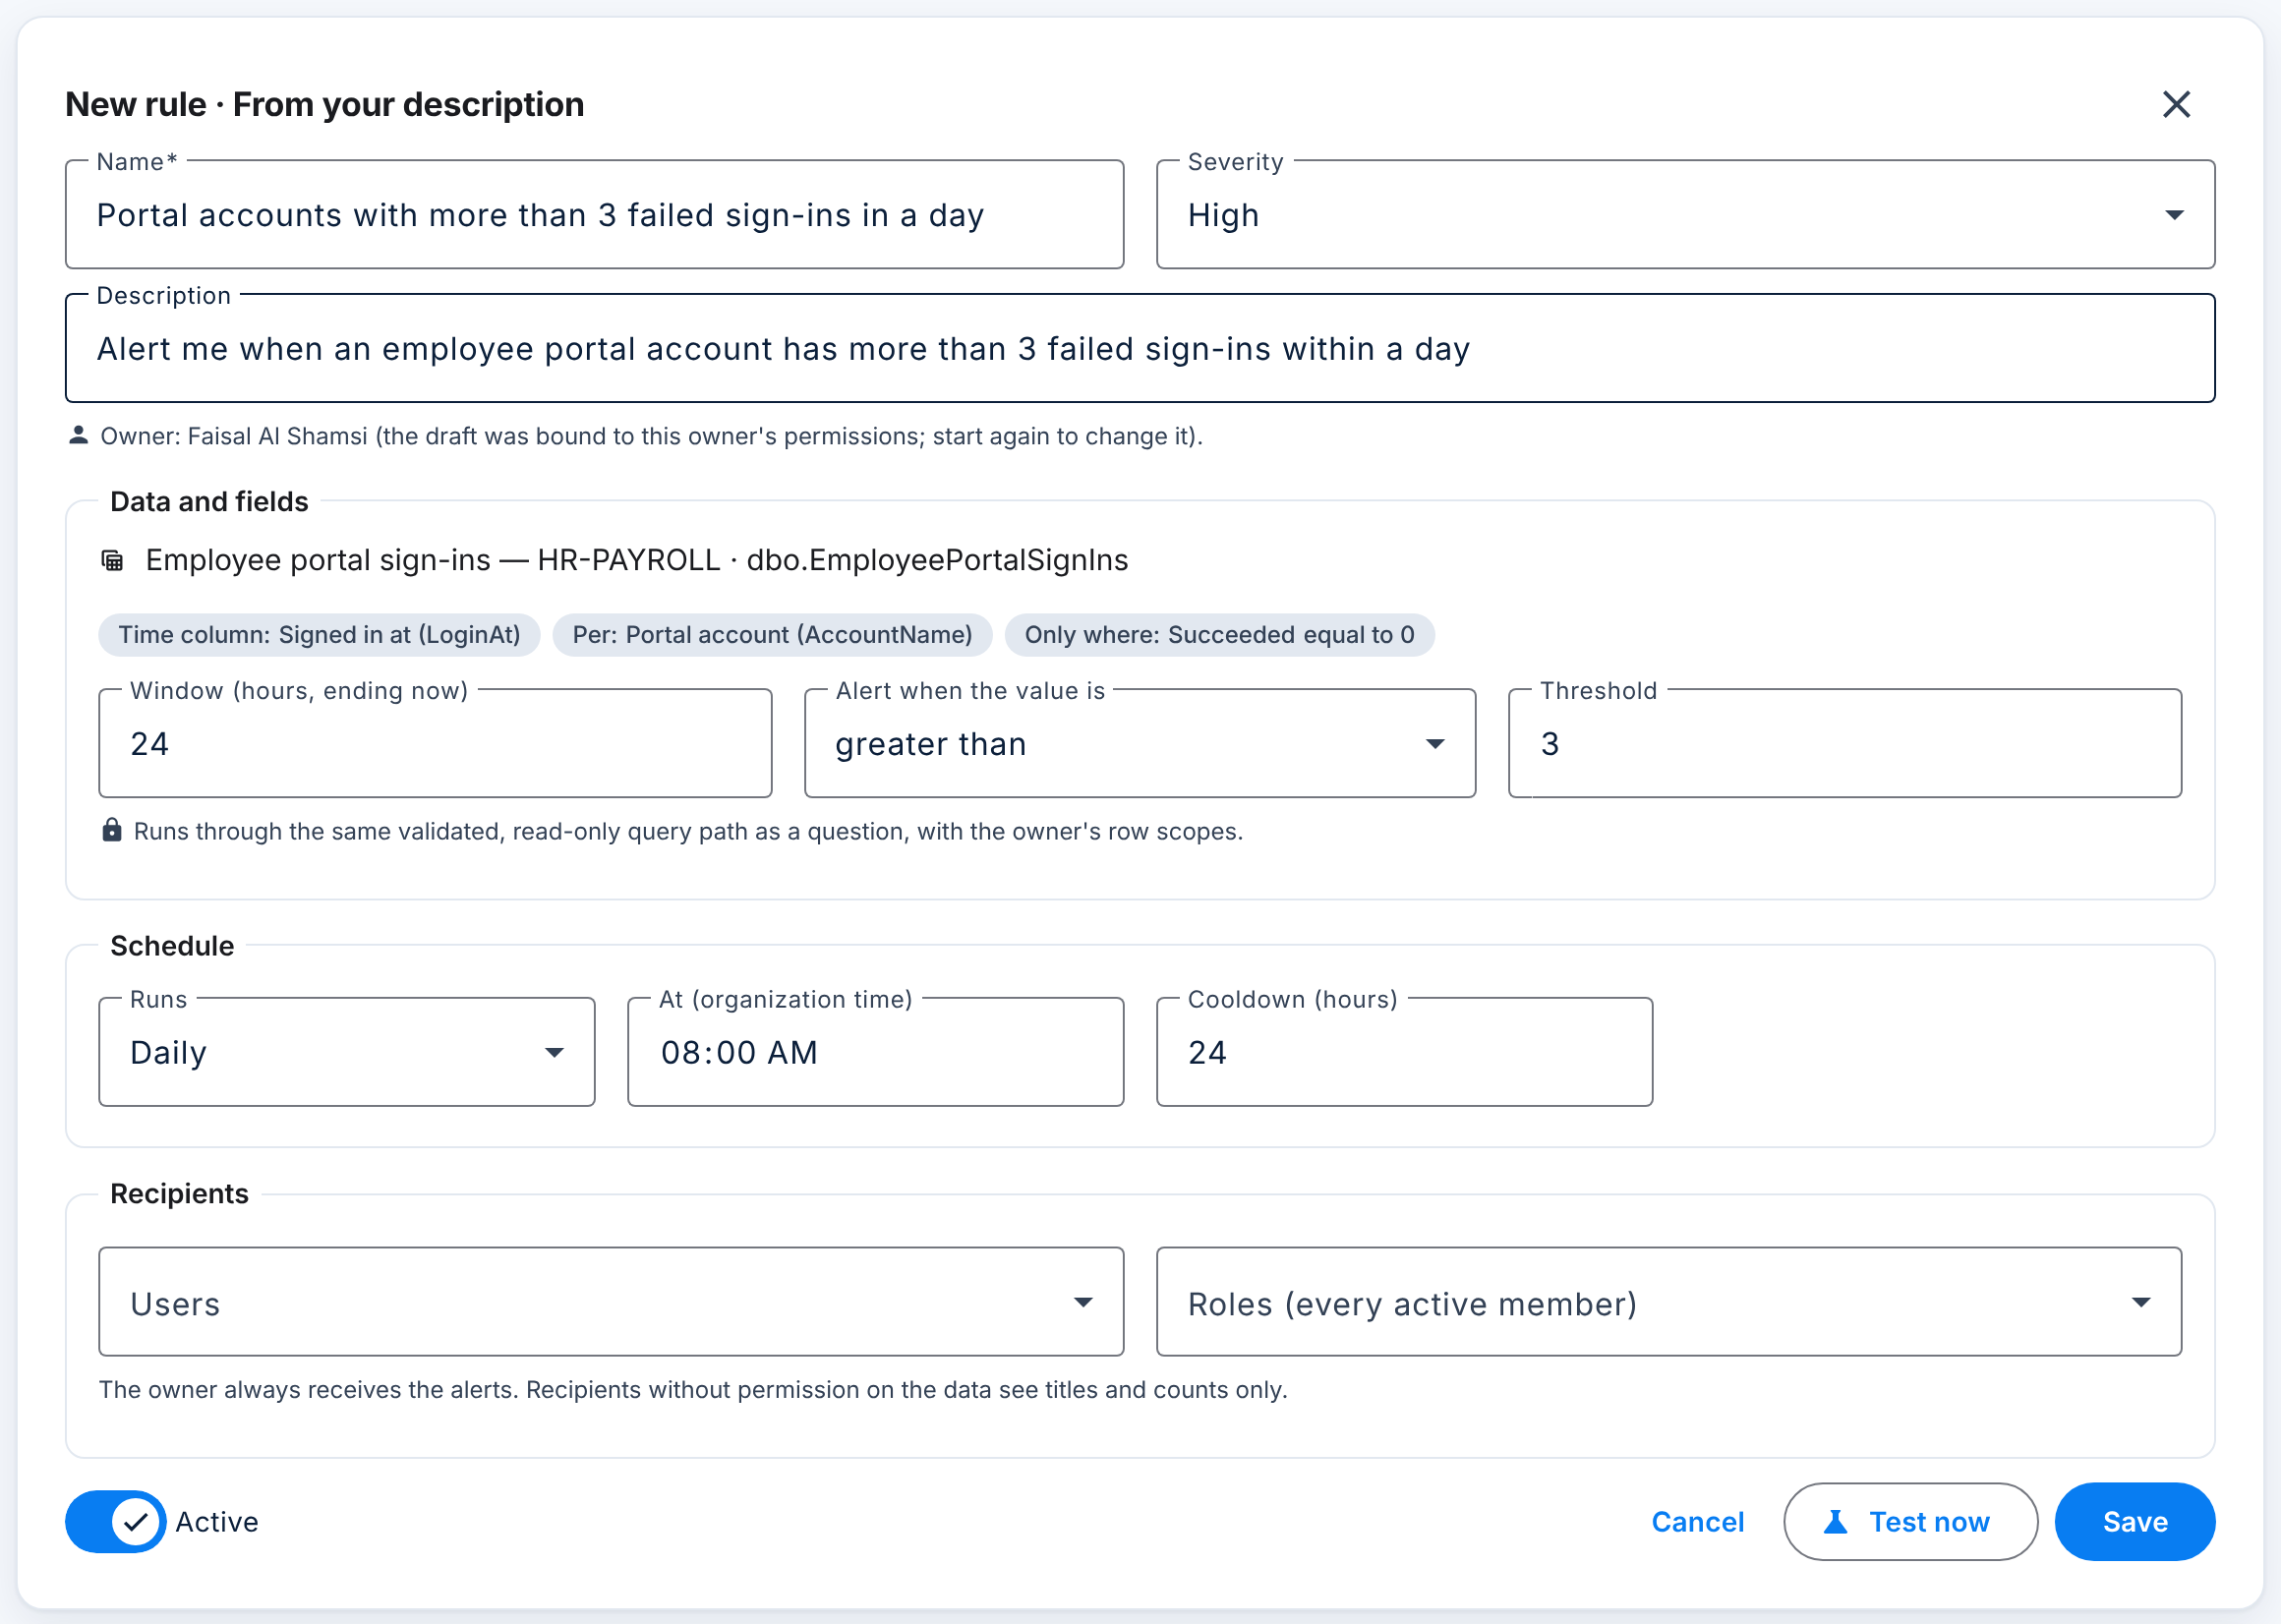 New rule · From your description
Name*
Portal accounts with more than 3 failed sign-ins in a day
Severity
High
Description
Alert me when an employee portal account has more than 3 failed sign-ins within a day
Owner: Faisal Al Shamsi (the draft was bound to this owner's permissions; start again to change it).
Data and fields
Employee portal sign-ins — HR-PAYROLL · dbo.EmployeePortalSignIns
Time column: Signed in at (LoginAt)
Per: Portal account (AccountName)
Only where: Succeeded equal to 0
Window (hours, ending now)
24
Alert when the value is
greater than
Threshold
3
Runs through the same validated, read-only query path as a question, with the owner's row scopes.
Schedule
Runs
Daily
At (organization time)
08:00 AM
Cooldown (hours)
24
Recipients
Users
Roles (every active member)
The owner always receives the alerts. Recipients without permission on the data see titles and counts only.
Active
Cancel
Test now
Save